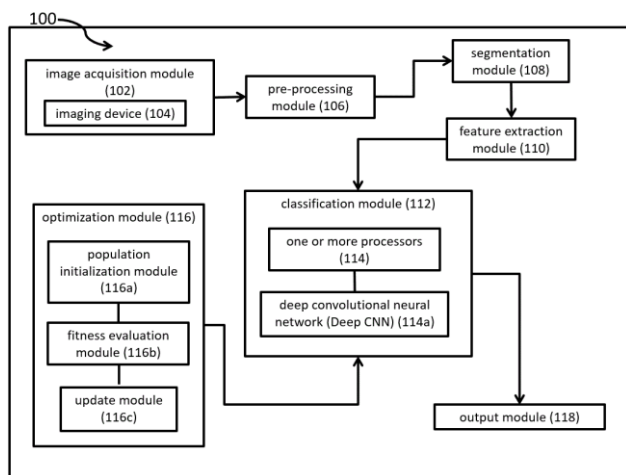 100
image acquisition module
(102)
imaging device (104)
pre-processing
module (106)
segmentation
module (108)
feature extraction
module (110)
classification module (112)
one or more processors
(114)
deep convolutional neural
network (Deep CNN) (114a)
optimization module (116)
population
initialization module
(116a)
fitness evaluation
module (116b)
update module
(116c)
output module (118)